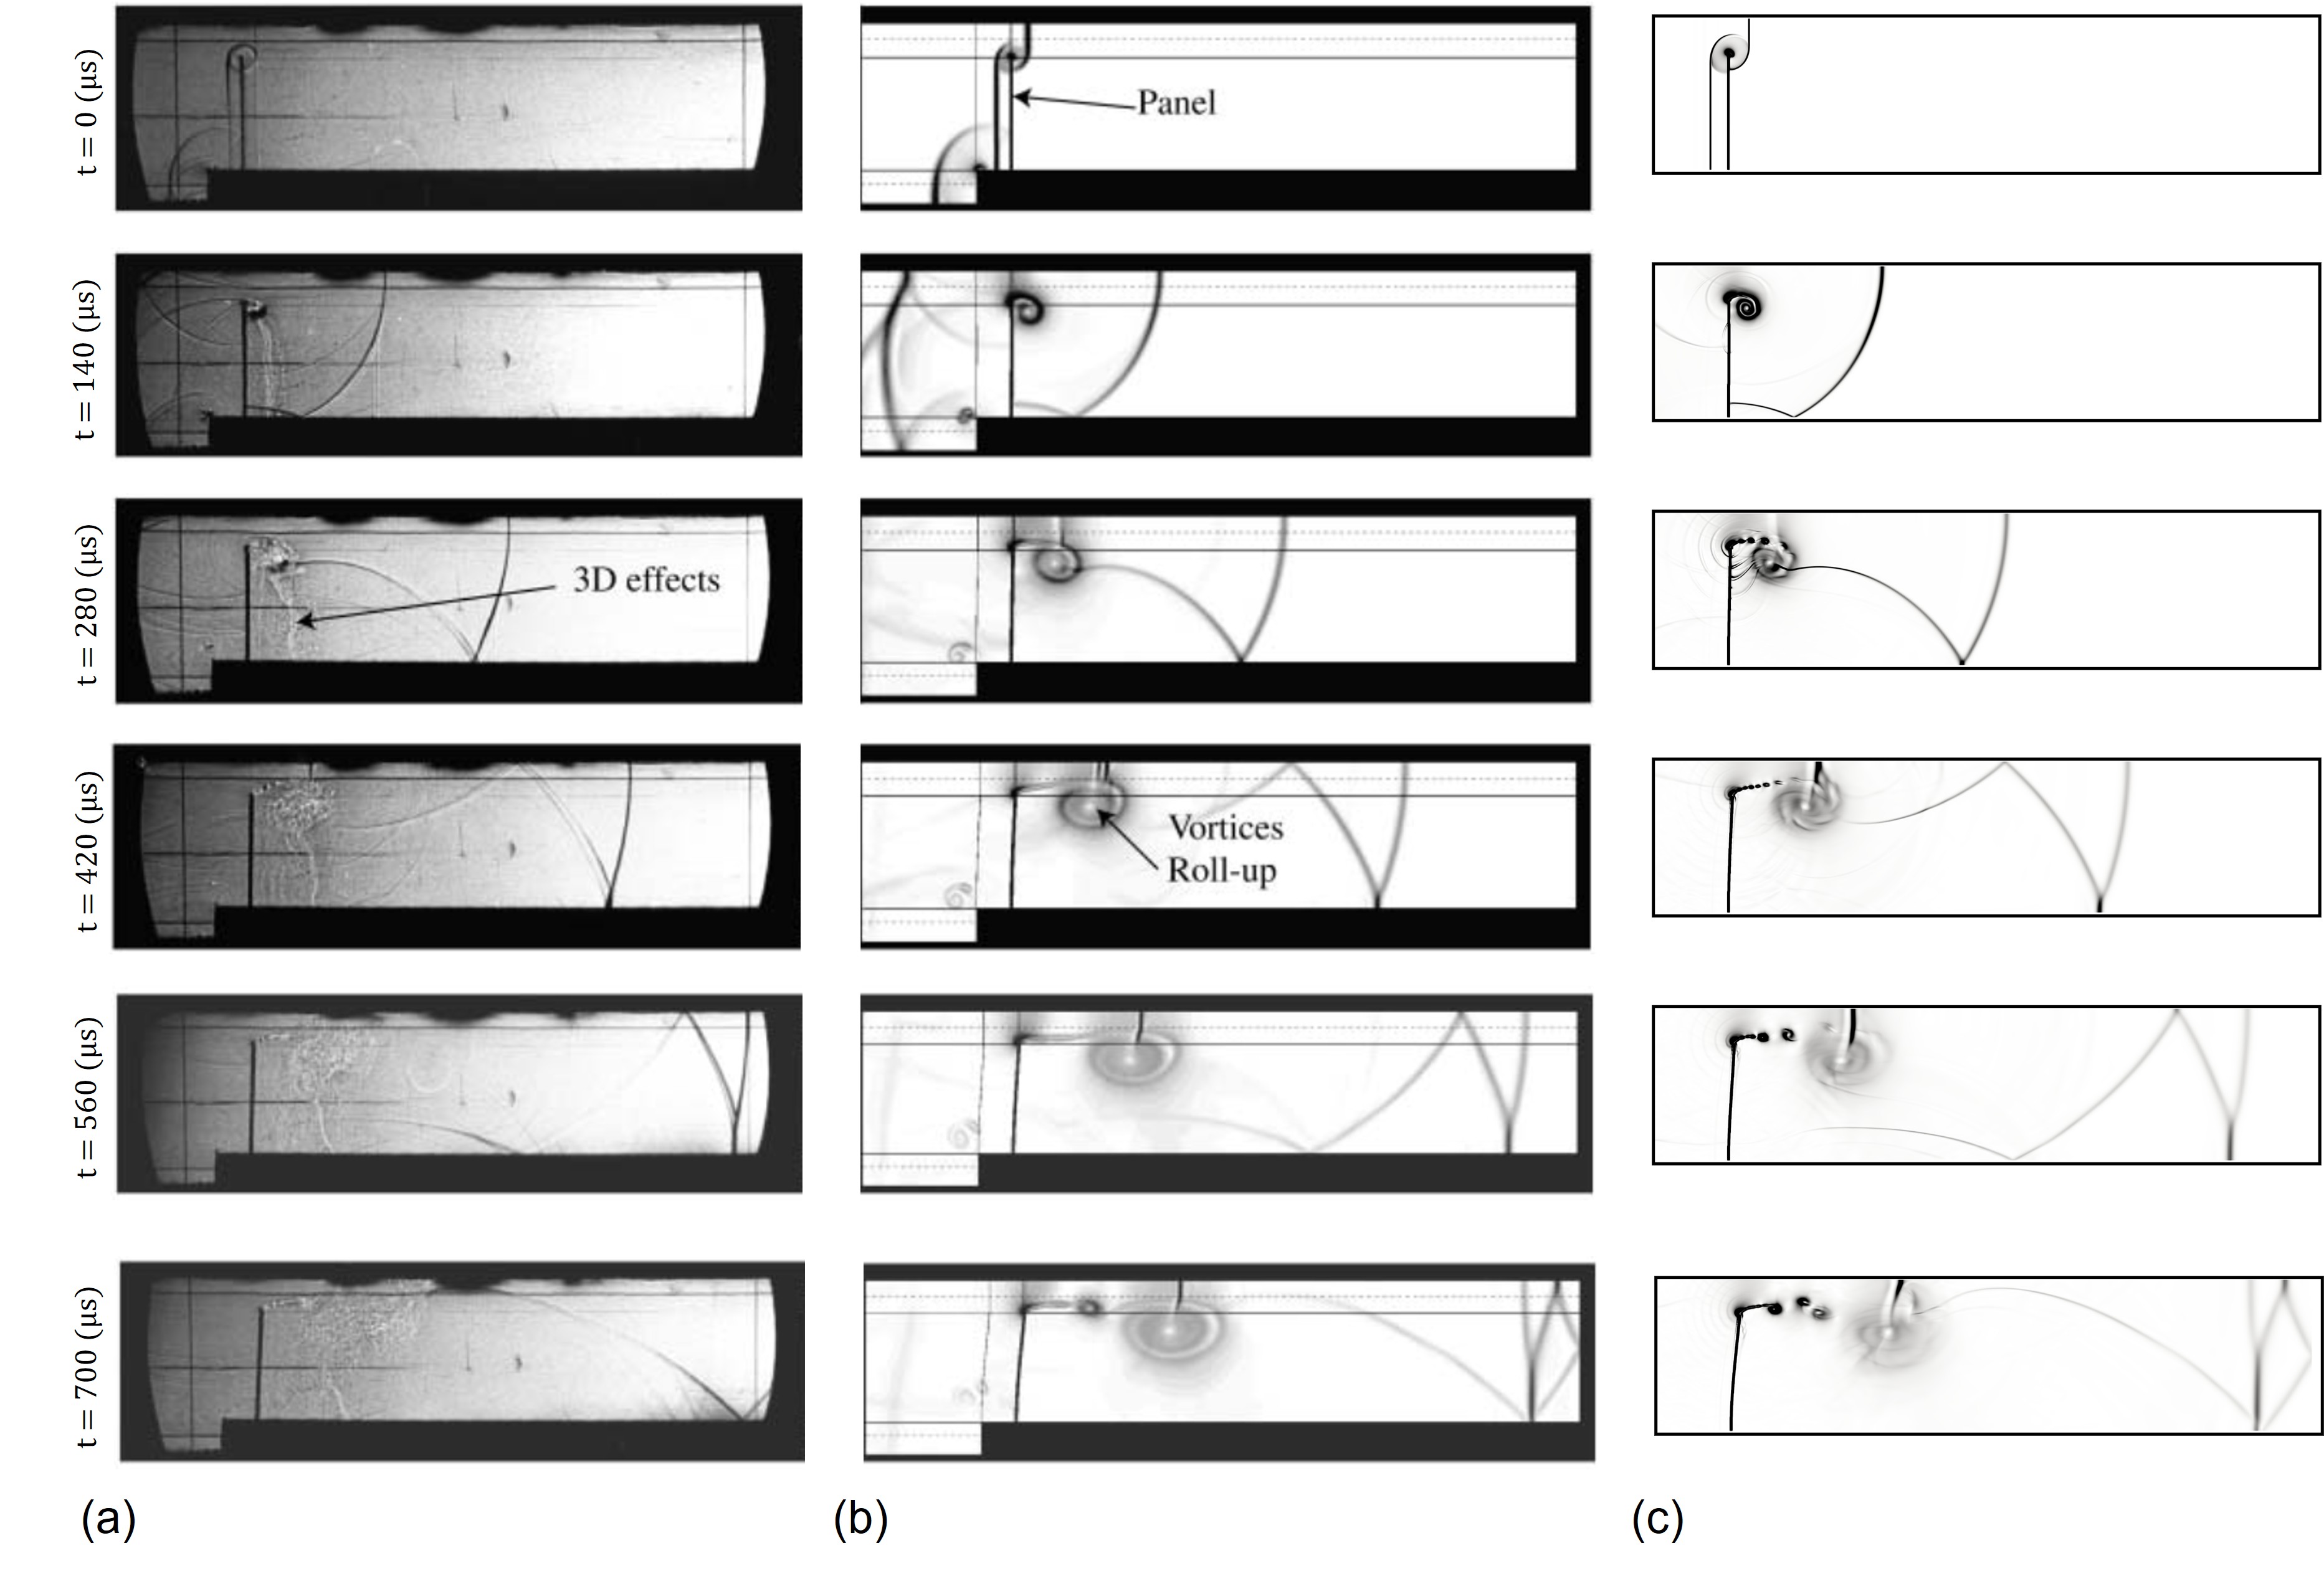 t = 0 (μs)
Panel
t = 140 (μs)
t = 280 (μs)
3D effects
t = 420 (μs)
Vortices
Roll-up
t = 560 (μs)
t = 700 (μs)
(a)
(b)
(c)